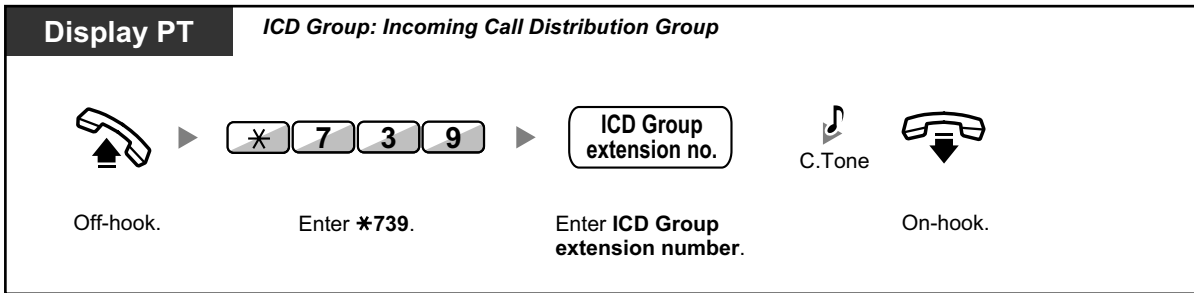 Display PT
ICD Group: Incoming Call Distribution Group
* 7 3 9
ICD Group
extension no.
C.Tone
Off-hook.
Enter *739.
Enter ICD Group
extension number.
On-hook.